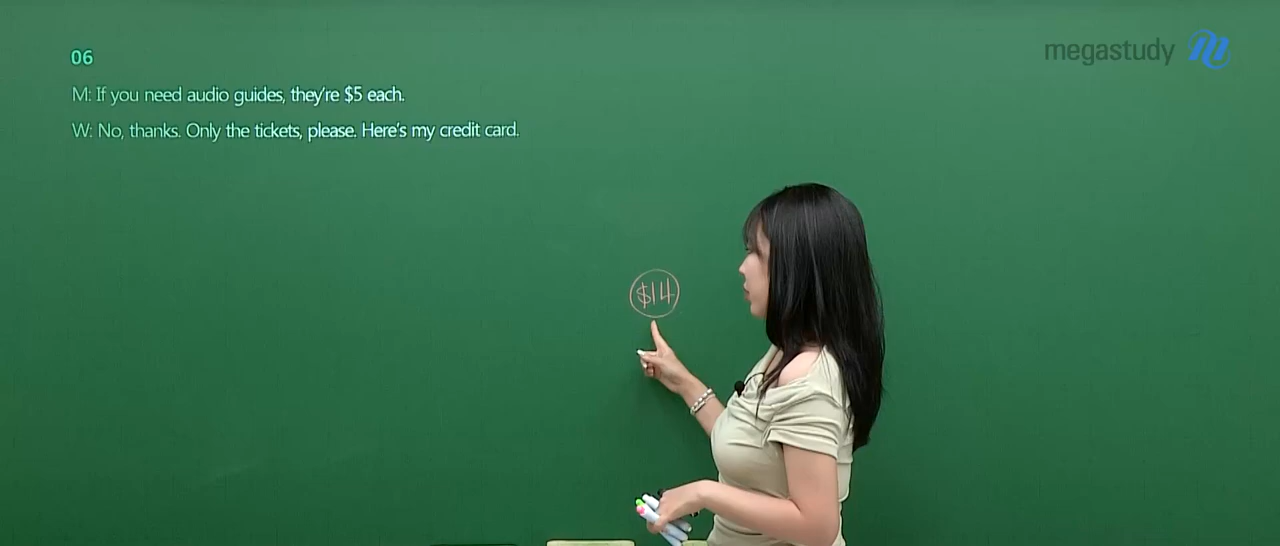 06
megastudy
M: If you need audio guides, they're $5 each.
W: No, thanks. Only the tickets, please. Here's my credit card.
$14